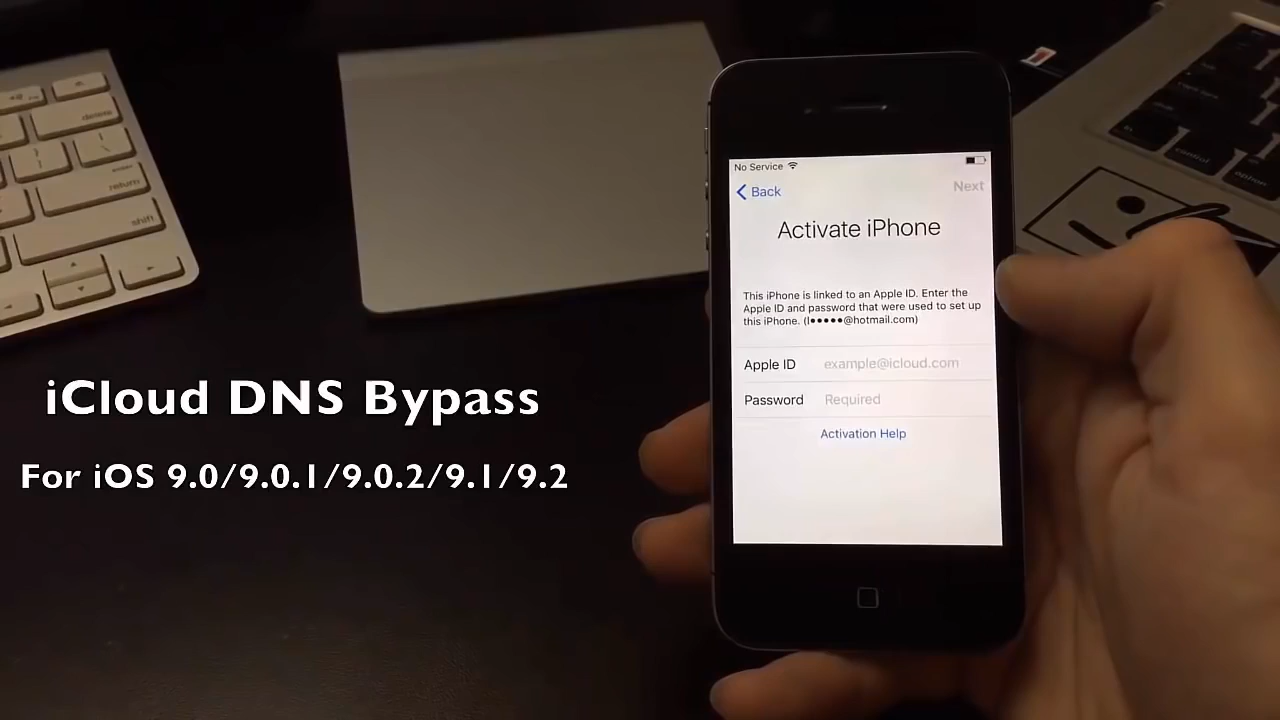 delete
return
shift
control
option
No Service
Back
Next
Activate iPhone
This iPhone is linked to an Apple ID. Enter the
Apple ID and password that were used to set up
this iPhone. (l●●●●●@hotmail.com)
Apple ID example@icloud.com
Password Required
Activation Help
iCloud DNS Bypass
For iOS 9.0/9.0.1/9.0.2/9.1/9.2